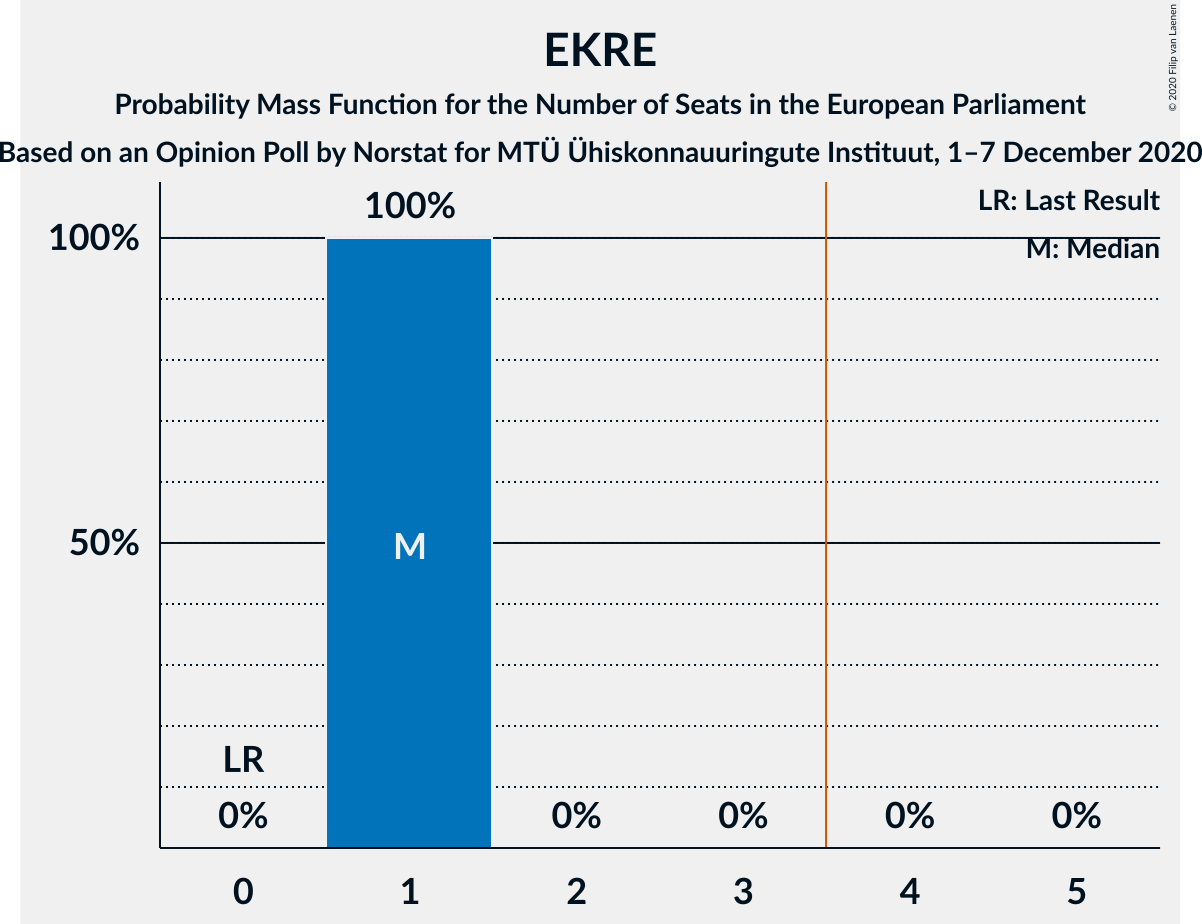 EKRE
Probability Mass Function for the Number of Seats in the European Parliament
Based on an Opinion Poll by Norstat for MTÜ Ühiskonnauuringute Instituut, 1–7 December 2020
© 2020 Filip van Laenen
LR: Last Result
M: Median
100%
100%
50%
M
LR
0%
0%
0%
0%
0%
0
1
2
3
4
5